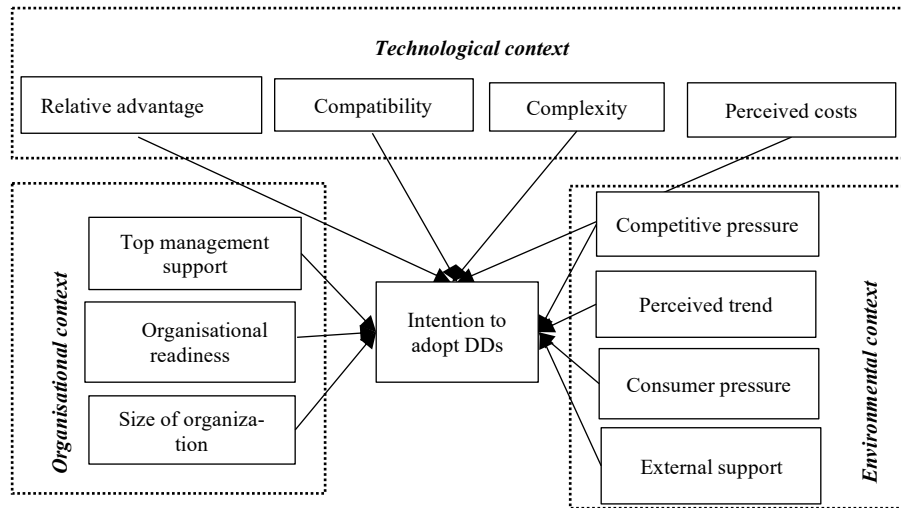 Technological context
Relative advantage
Compatibility
Complexity
Perceived costs
Organisational context
Top management
support
Organisational
readiness
Size of organiza-
tion
Intention to
adopt DDs
Competitive pressure
Perceived trend
Consumer pressure
External support
Environmental context